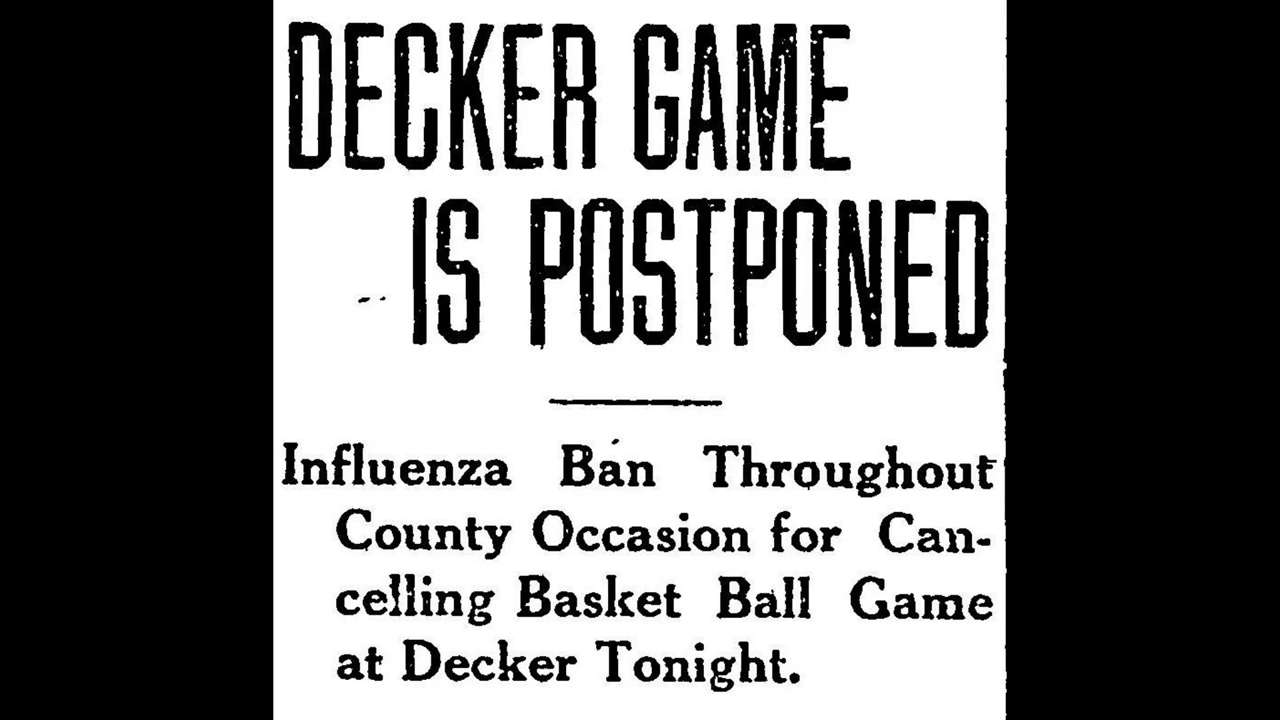 DECKER GAME
IS POSTPONED
Influenza Ban Throughout
County Occasion for Can-
celling Basket Ball Game
at Decker Tonight.